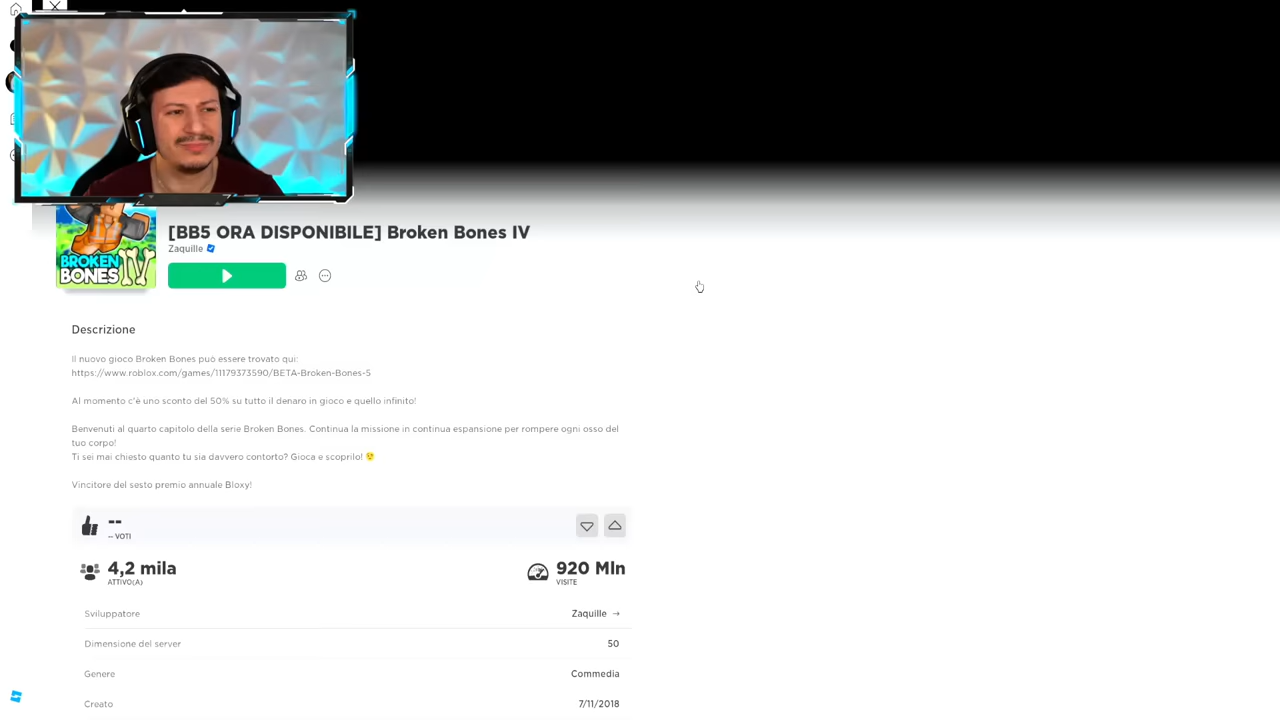 BROKEN
BONES IV
[BB5 ORA DISPONIBILE] Broken Bones IV
Zaquille
Descrizione
Il nuovo gioco Broken Bones può essere trovato qui:
https://www.roblox.com/games/11179373590/BETA-Broken-Bones-5
Al momento c'è uno sconto del 50% su tutto il denaro in gioco e quello infinito!
Benvenuti al quarto capitolo della serie Broken Bones. Continua la missione in continua espansione per rompere ogni osso del
tuo corpo!
Ti sei mai chiesto quanto tu sia davvero contorto? Gioca e scoprilo! 🤨
Vincitore del sesto premio annuale Bloxy!
--
-- VOTI
4,2 mila
ATTIVO(A)
920 Mln
VISITE
Sviluppatore Zaquille →
Dimensione del server 50
Genere Commedia
Creato 7/11/2018